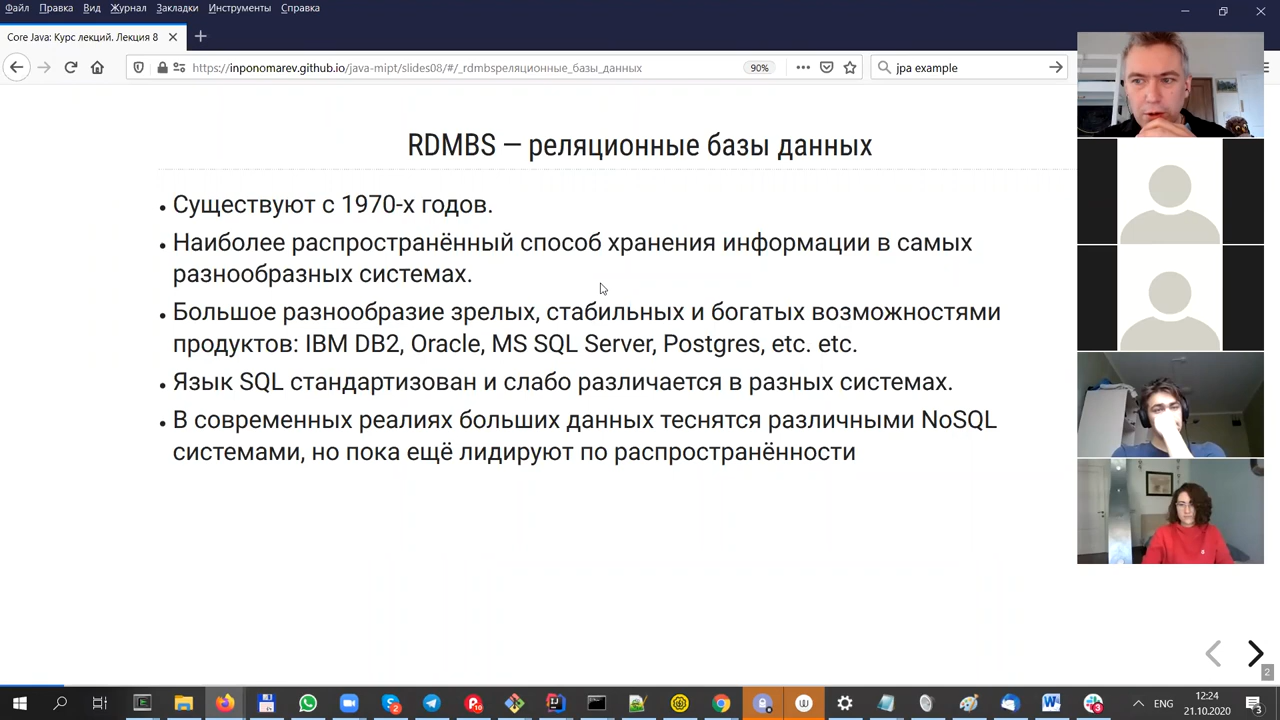 Файл Правка Вид Журнал Закладки Инструменты Справка
Core Java: Курс лекций. Лекция 8
https://inponomarev.github.io/java-mipt/slides08/#/_rdmbsреляционные_базы_данных
90%
jpa example
RDMBS — реляционные базы данных
Существуют с 1970-х годов.
Наиболее распространённый способ хранения информации в самых
разнообразных системах.
Большое разнообразие зрелых, стабильных и богатых возможностями
продуктов: IBM DB2, Oracle, MS SQL Server, Postgres, etc. etc.
Язык SQL стандартизован и слабо различается в разных системах.
В современных реалиях больших данных теснятся различными NoSQL
системами, но пока ещё лидируют по распространённости
2
ENG
12:24
21.10.2020